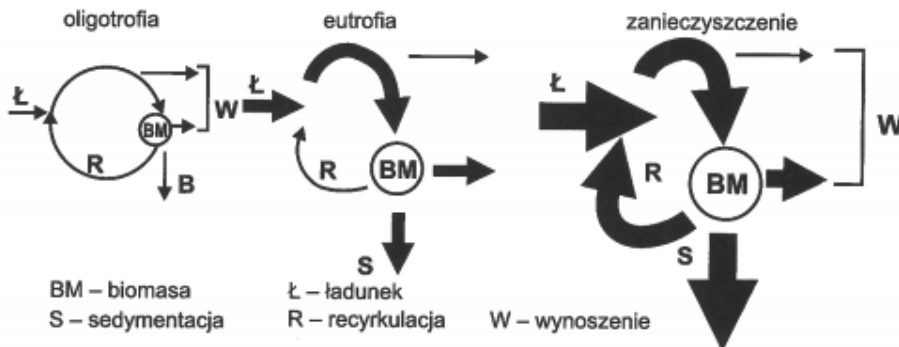 oligotrofia
eutrofia
zanieczyszczenie
Ł
BM
W
R
B
Ł
R
BM
S
Ł
R
BM
W
S
BM – biomasa
Ł – ładunek
S – sedymentacja
R – recyrkulacja
W – wynoszenie